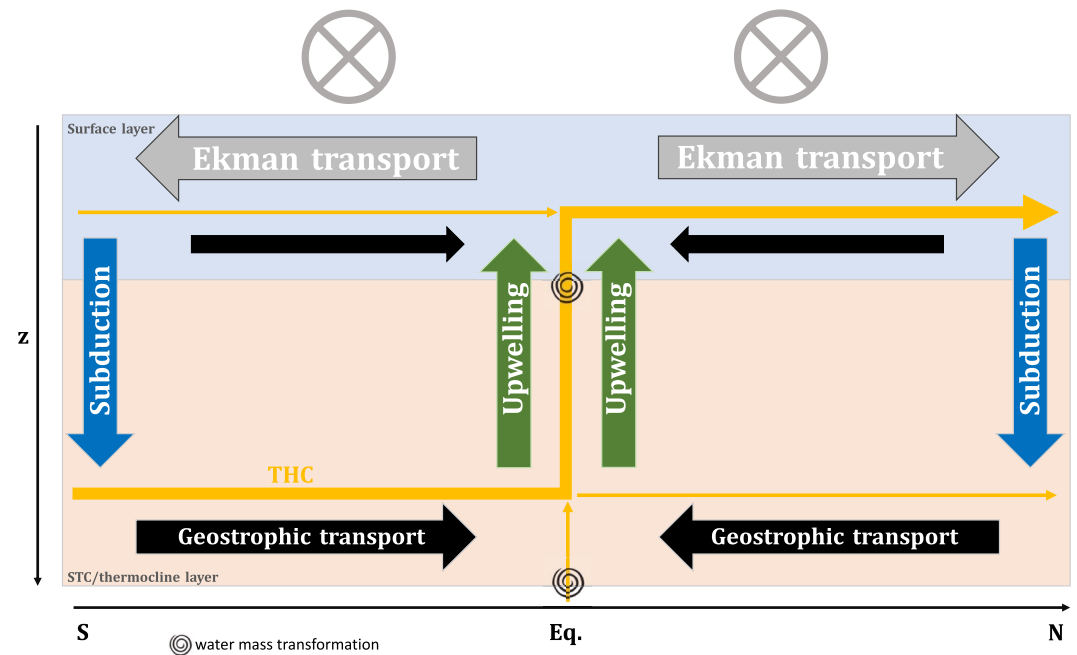 Surface layer
Ekman transport
Ekman transport
Subduction
Upwelling
Upwelling
Subduction
z
THC
Geostrophic transport
Geostrophic transport
STC/thermocline layer
S
Eq.
N
water mass transformation